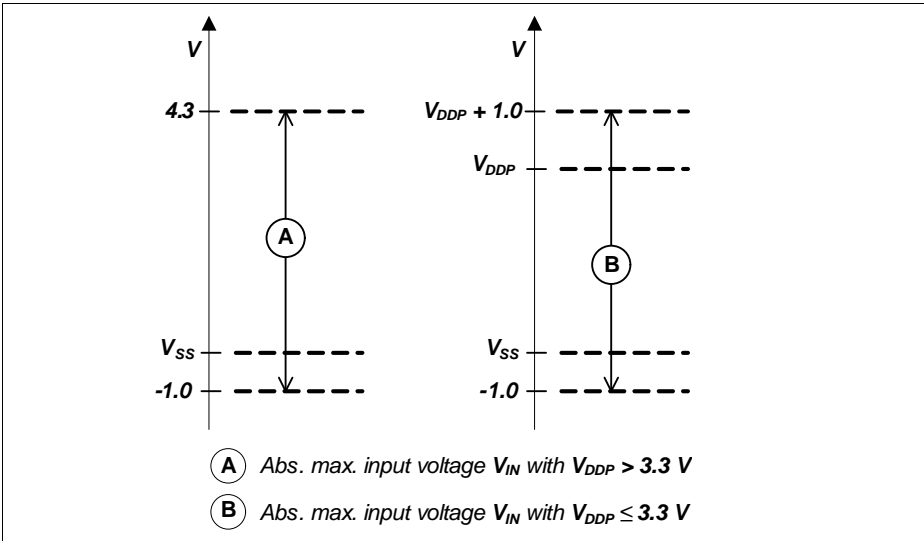 V
4.3
A
V_SS
-1.0
V
V_DDP + 1.0
V_DDP
B
V_SS
-1.0
A Abs. max. input voltage V_IN with V_DDP > 3.3 V
B Abs. max. input voltage V_IN with V_DDP ≤ 3.3 V